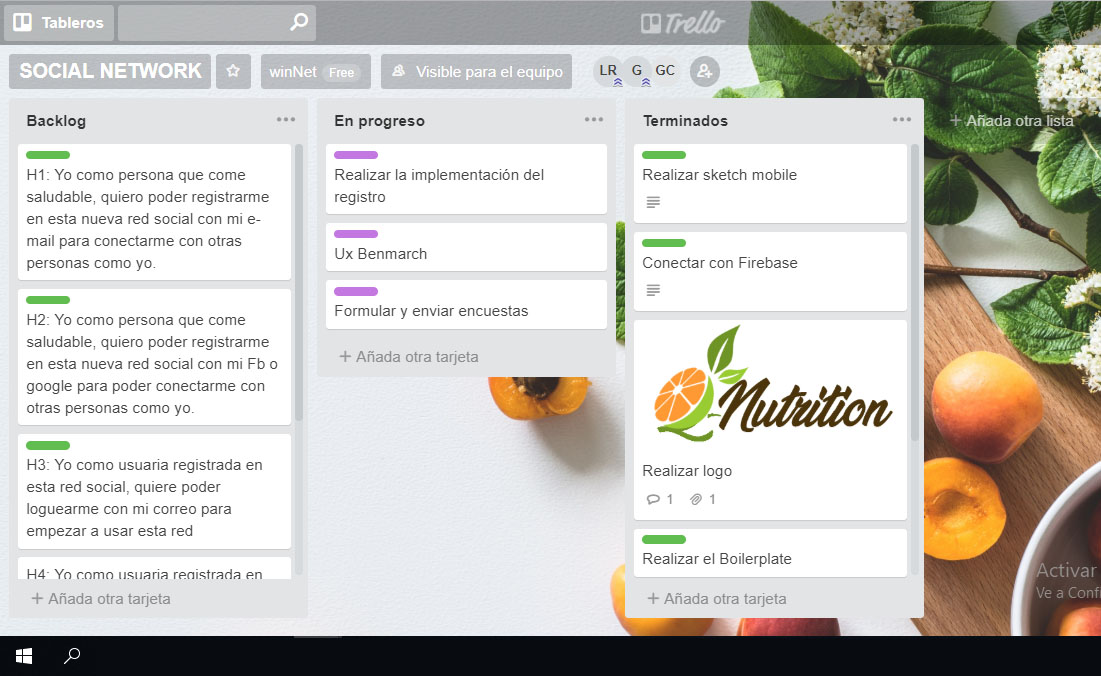 Tableros
Trello
SOCIAL NETWORK
winNet Free
Visible para el equipo
LR G GC
Backlog
H1: Yo como persona que come
saludable, quiero poder registrarme
en esta nueva red social con mi e-
mail para conectarme con otras
personas como yo.
H2: Yo como persona que come
saludable, quiero poder registrarme
en esta nueva red social con mi Fb o
google para poder conectarme con
otras personas como yo.
H3: Yo como usuaria registrada en
esta red social, quiere poder
loguearme con mi correo para
empezar a usar esta red
H4: Yo como usuaria registrada en
+ Añada otra tarjeta
En progreso
Realizar la implementación del
registro
Ux Benmarch
Formular y enviar encuestas
+ Añada otra tarjeta
Terminados
Realizar sketch mobile
Conectar con Firebase
Nutrition
Realizar logo
1 1
Realizar el Boilerplate
+ Añada otra tarjeta
+ Añada otra lista
Activar
Ve a Confi